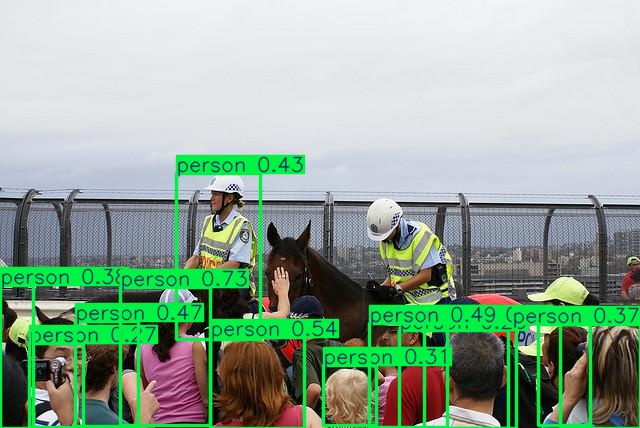 person 0.43
person 0.38
person 0.73
person 0.47
person 0.49
person 0.37
person 0.27
person 0.54
person 0.31